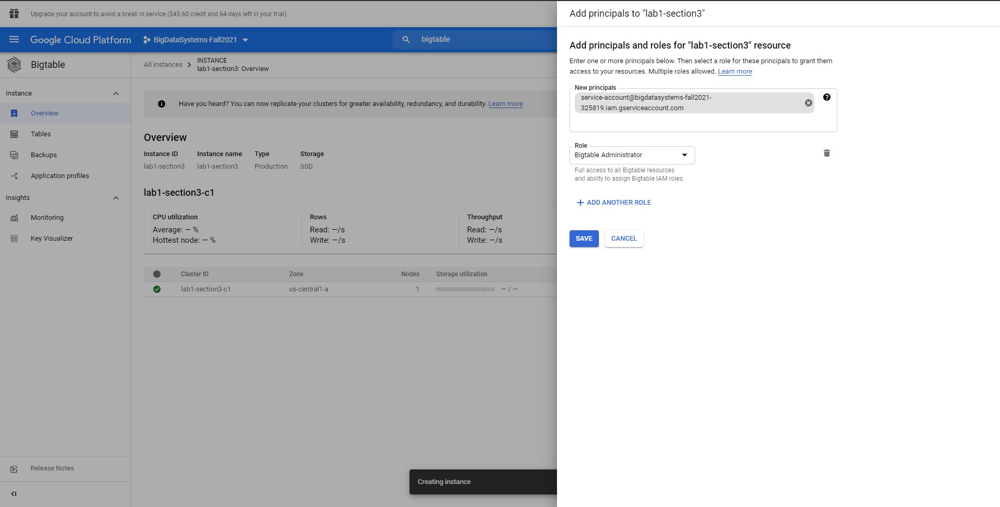 Upgrade your account to avoid a break in service ($45.60 credit and 64 days left in your trial).
Google Cloud Platform
BigDataSystems-Fall2021
bigtable
Bigtable
All instances
INSTANCE
lab1-section3: Overview
Instance
Overview
Tables
Backups
Application profiles
Insights
Monitoring
Key Visualizer
Release Notes
Have you heard? You can now replicate your clusters for greater availability, redundancy, and durability. Learn more
Overview
Instance ID Instance name Type Storage
lab1-section3 lab1-section3 Production SSD
lab1-section3-c1
CPU utilization
Average: — %
Hottest node: — %
Rows
Read: —/s
Write: —/s
Throughput
Read: —/s
Write: —/s
Cluster ID Zone Nodes Storage utilization
lab1-section3-c1 us-central1-a 1 — / —
Creating instance
Add principals to "lab1-section3"
Add principals and roles for "lab1-section3" resource
Enter one or more principals below. Then select a role for these principals to grant them
access to your resources. Multiple roles allowed. Learn more
New principals
service-account@bigdatasystems-fall2021-
325819.iam.gserviceaccount.com
Role
Bigtable Administrator
Full access to all Bigtable resources
and ability to assign Bigtable IAM roles.
ADD ANOTHER ROLE
SAVE CANCEL